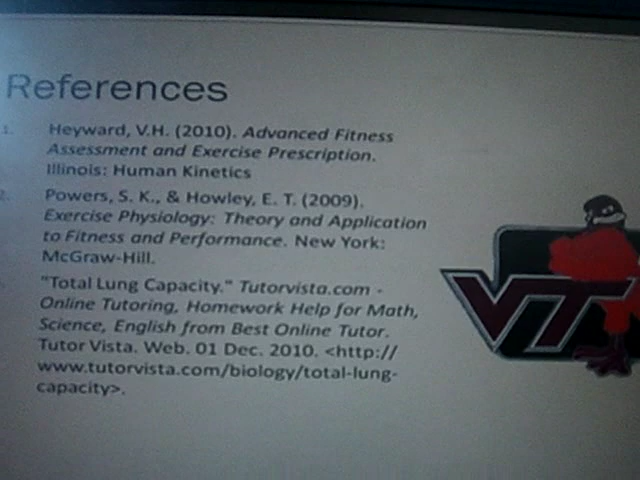 References
1. Heyward, V.H. (2010). Advanced Fitness
Assessment and Exercise Prescription.
Illinois: Human Kinetics
2. Powers, S. K., & Howley, E. T. (2009).
Exercise Physiology: Theory and Application
to Fitness and Performance. New York:
McGraw-Hill.
"Total Lung Capacity." Tutorvista.com -
Online Tutoring, Homework Help for Math,
Science, English from Best Online Tutor.
Tutor Vista. Web. 01 Dec. 2010. <http://
www.tutorvista.com/biology/total-lung-
capacity>.
VT